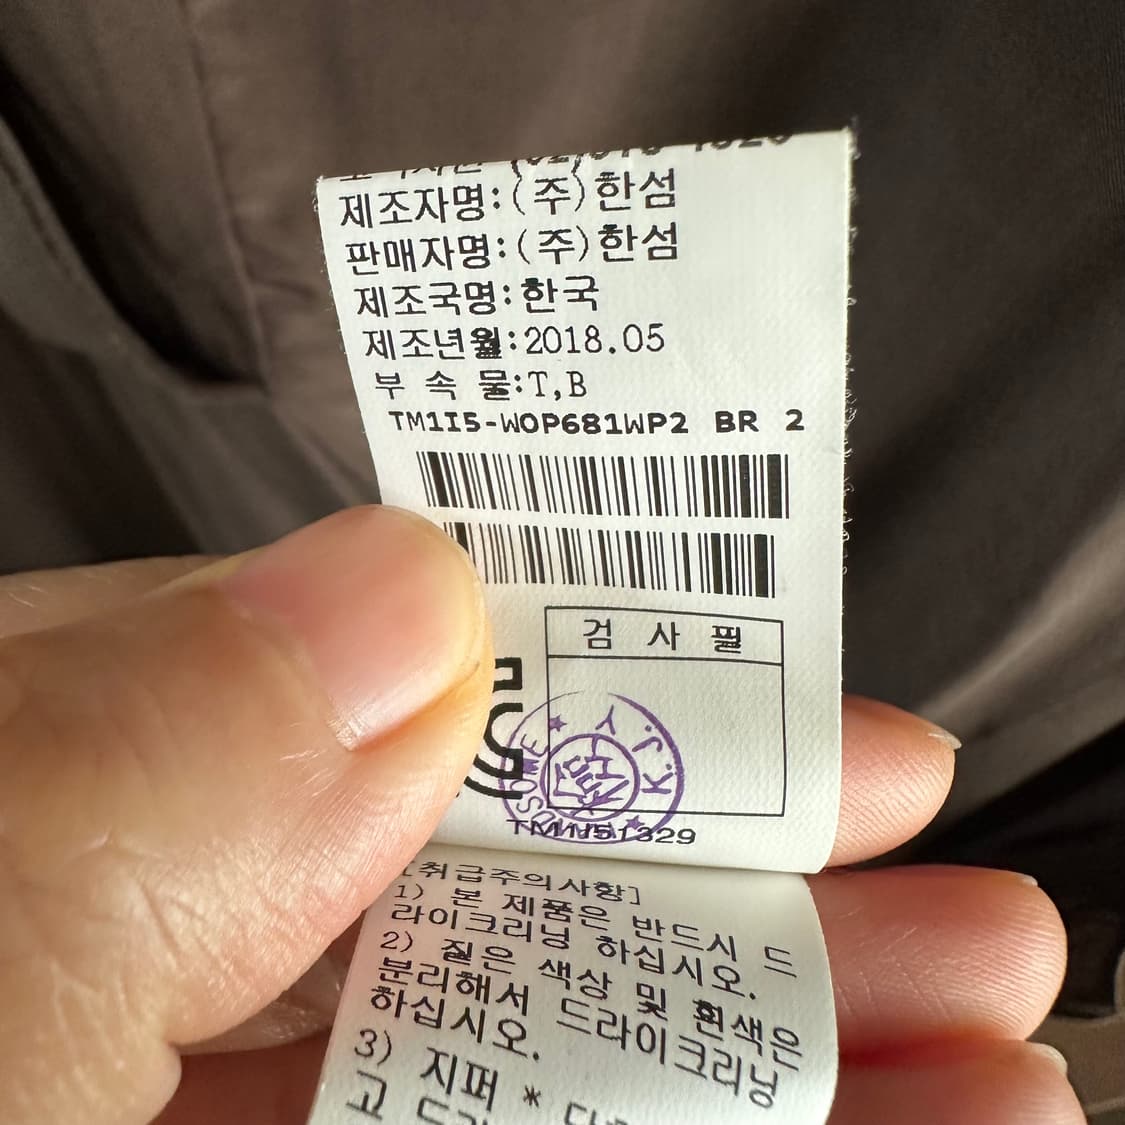 제조자명:(주)한섬
판매자명:(주)한섬
제조국명:한국
제조년월:2018.05
부 속 물:T,B
TM1I5-WOP681WP2 BR 2
검 사 필
K.J.Y
TM1W51329
[취급주의사항]
1) 본 제품은 반드시 드
라이크리닝 하십시오.
2) 짙은 색상 및 흰색은
분리해서 드라이크리닝
하십시오.
3) 지퍼 *
고